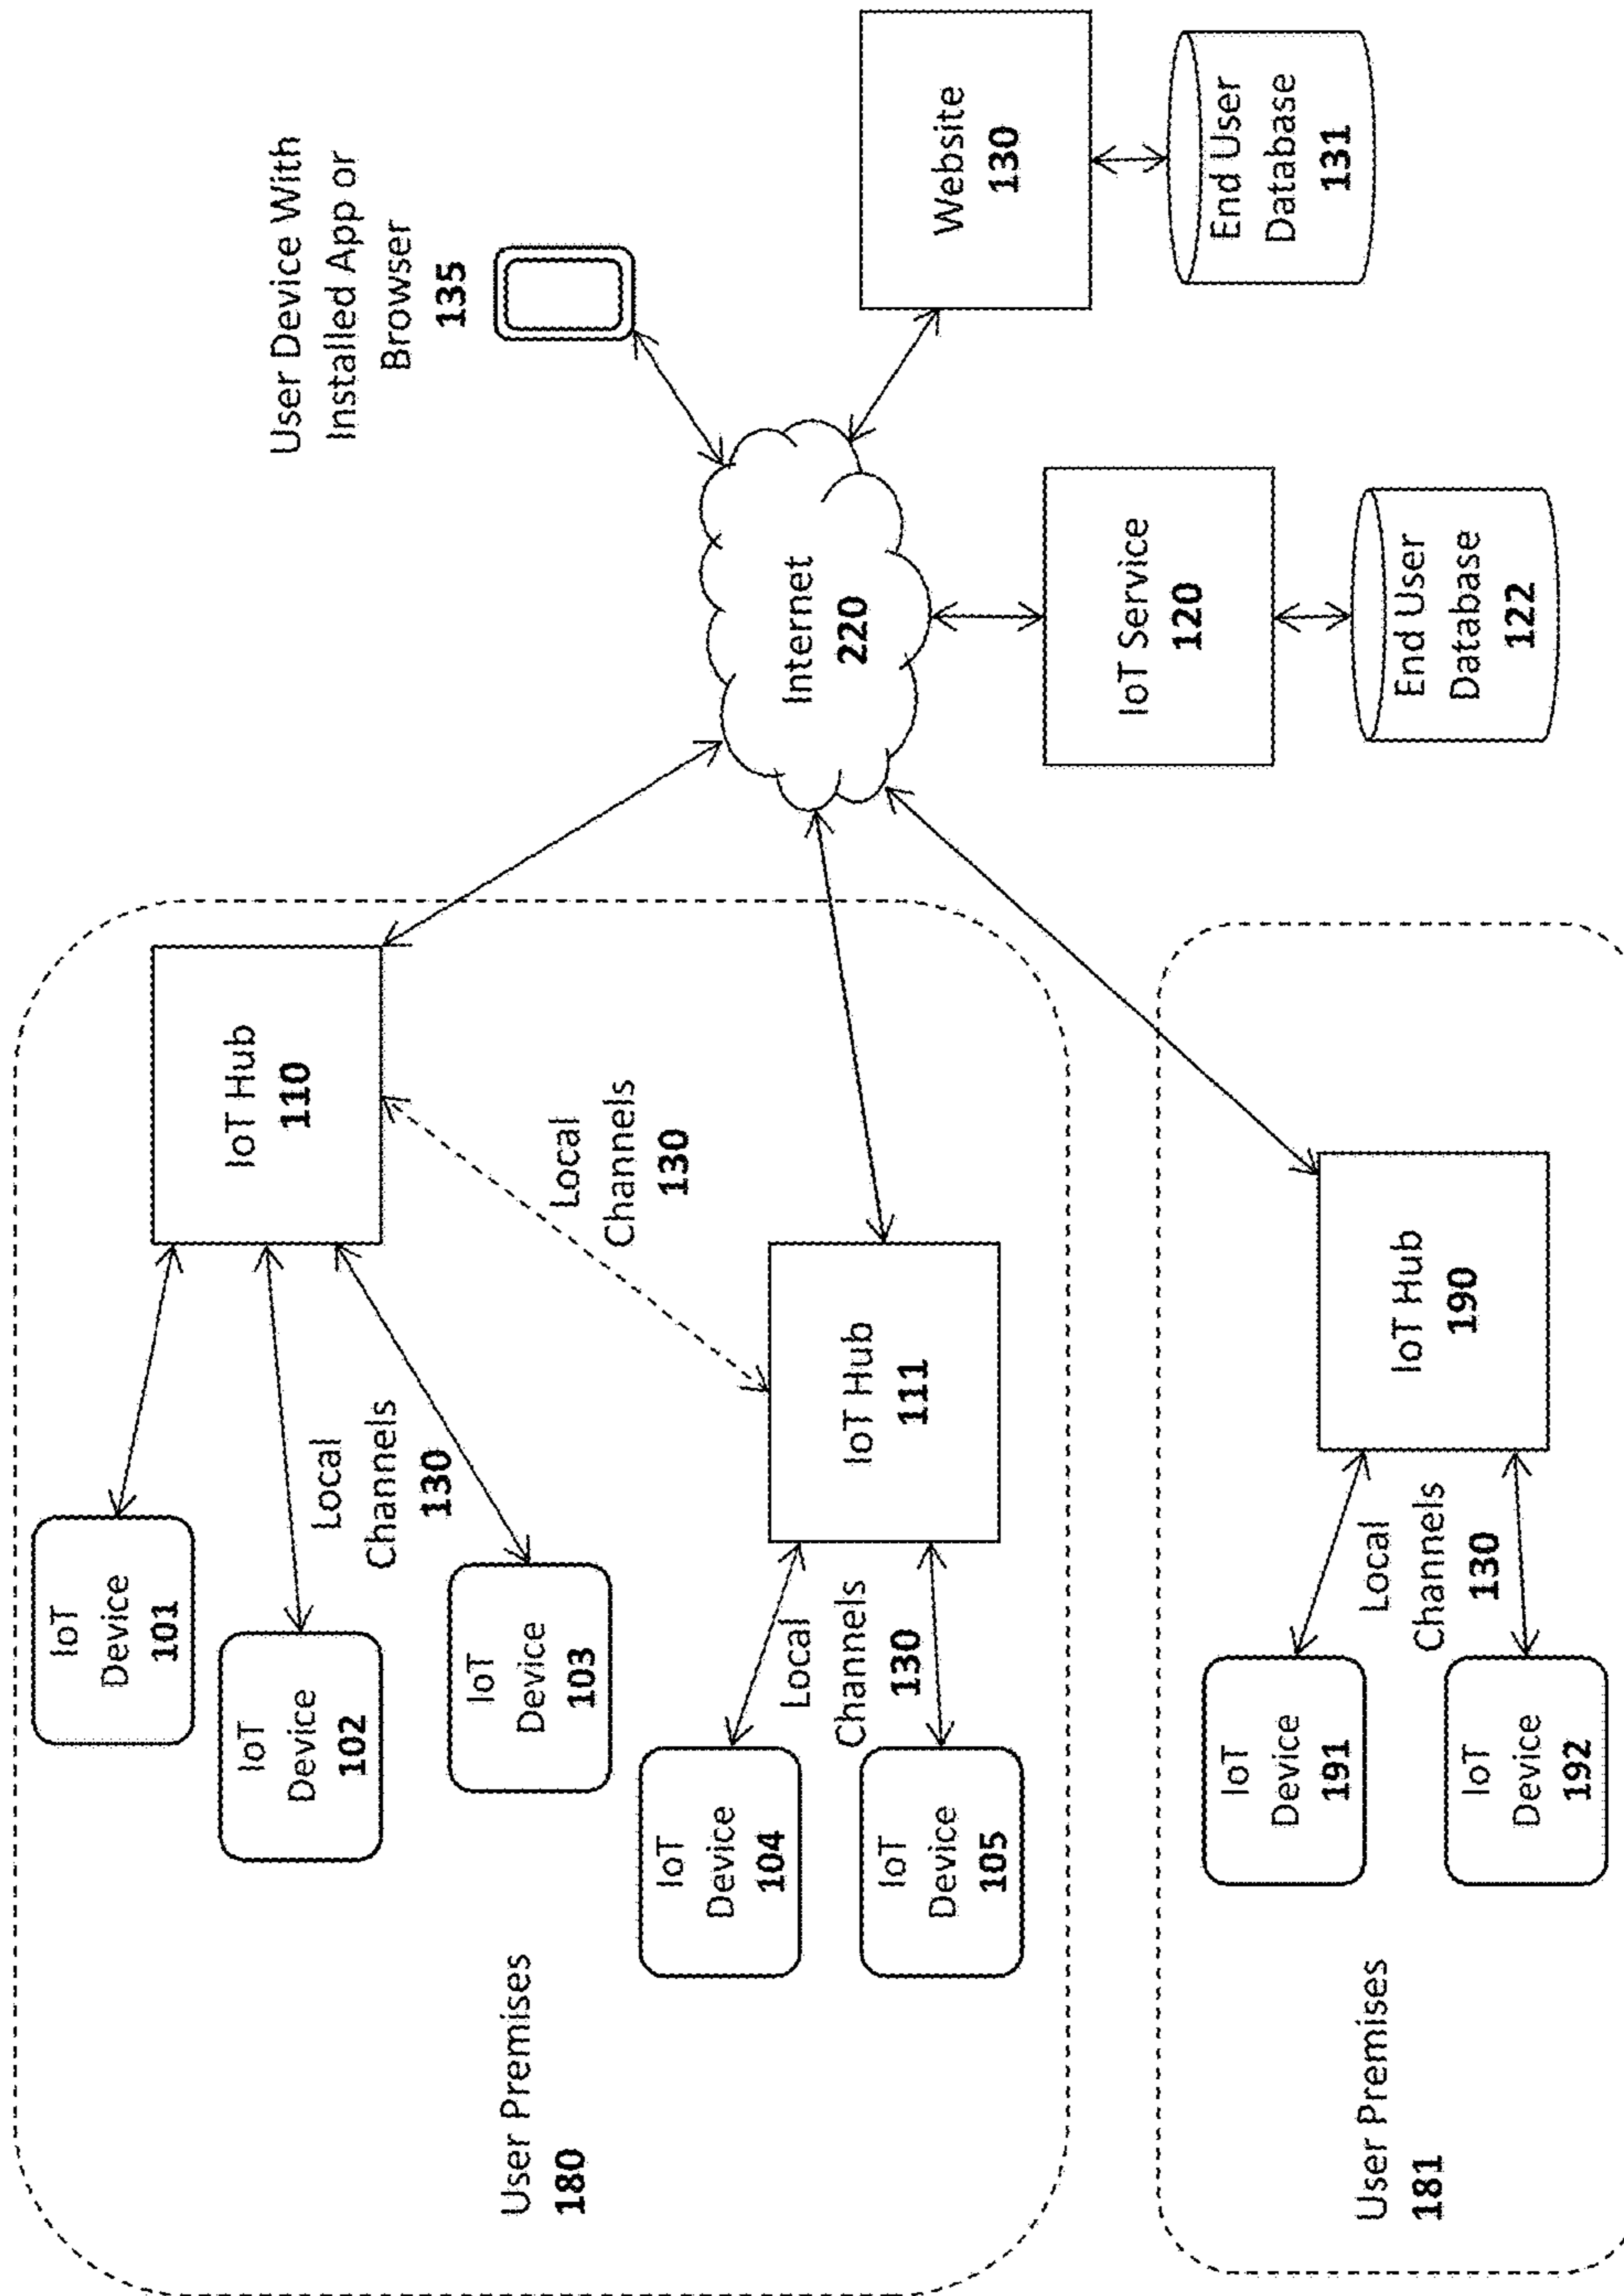 User Premises
180
IoT
Device
101
IoT
Device
102
IoT
Device
103
Local
Channels
130
IoT Hub
110
Local
Channels
130
IoT
Device
104
IoT
Device
105
Local
Channels
130
IoT Hub
111
User Premises
181
IoT
Device
191
IoT
Device
192
Local
Channels
130
IoT Hub
190
Internet
220
User Device With
Installed App or
Browser
135
IoT Service
120
End User
Database
122
Website
130
End User
Database
131